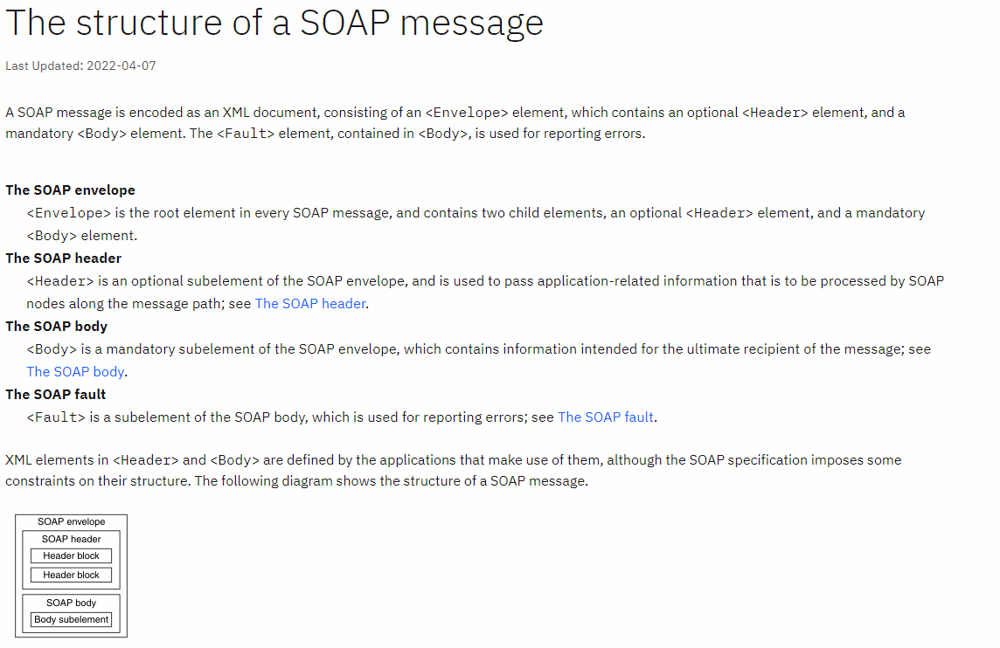 The structure of a SOAP message
Last Updated: 2022-04-07
A SOAP message is encoded as an XML document, consisting of an <Envelope> element, which contains an optional <Header> element, and a
mandatory <Body> element. The <Fault> element, contained in <Body>, is used for reporting errors.
The SOAP envelope
<Envelope> is the root element in every SOAP message, and contains two child elements, an optional <Header> element, and a mandatory
<Body> element.
The SOAP header
<Header> is an optional subelement of the SOAP envelope, and is used to pass application-related information that is to be processed by SOAP
nodes along the message path; see The SOAP header.
The SOAP body
<Body> is a mandatory subelement of the SOAP envelope, which contains information intended for the ultimate recipient of the message; see
The SOAP body.
The SOAP fault
<Fault> is a subelement of the SOAP body, which is used for reporting errors; see The SOAP fault.
XML elements in <Header> and <Body> are defined by the applications that make use of them, although the SOAP specification imposes some
constraints on their structure. The following diagram shows the structure of a SOAP message.
SOAP envelope
SOAP header
Header block
Header block
SOAP body
Body subelement